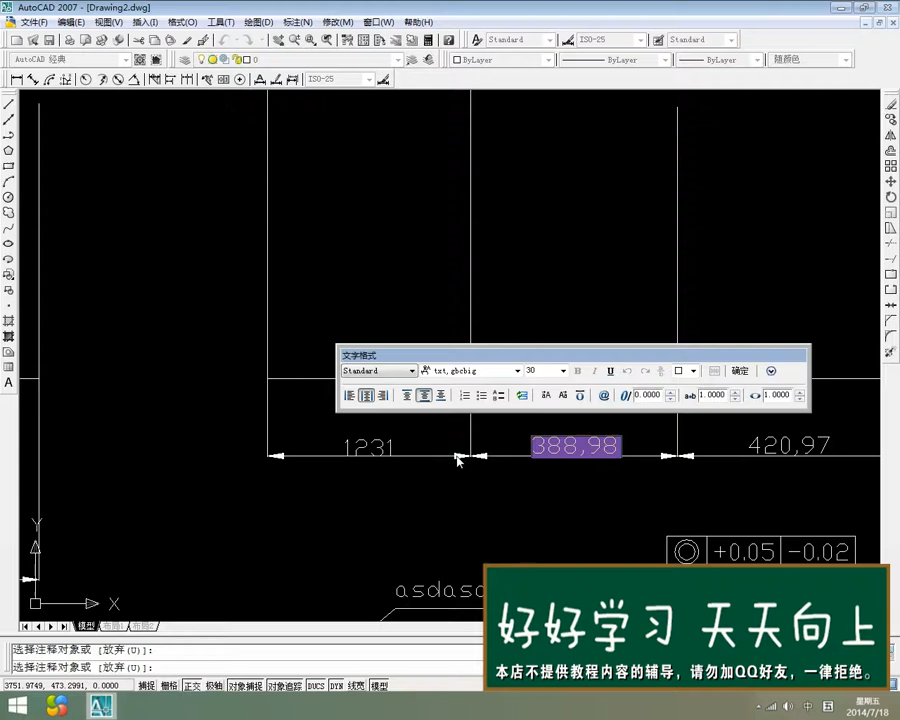 AutoCAD 2007 - [Drawing2.dwg]
文件(F) 编辑(E) 视图(V) 插入(I) 格式(O) 工具(T) 绘图(D) 标注(N) 修改(M) 窗口(W) 帮助(H)
Standard ISO-25 Standard
AutoCAD 经典 0 ByLayer ByLayer ByLayer 随颜色
ISO-25
文字格式
Standard txt,gbcbig 30 B I U 确定
@ 0/ 0.0000 a•b 1.0000 1.0000
1231 388,98 420,97
+0.05 -0.02
Y
asdasd
X
好好学习 天天向上
本店不提供教程内容的辅导，请勿加QQ好友，一律拒绝。
模型 布局1 布局2
选择注释对象或 [放弃(U)]:
选择注释对象或 [放弃(U)]:
3751.9749, 473.2991, 0.0000 捕捉 栅格 正交 极轴 对象捕捉 对象追踪 DUCS DYN 线宽 模型
中 五
星期五
2014/7/18